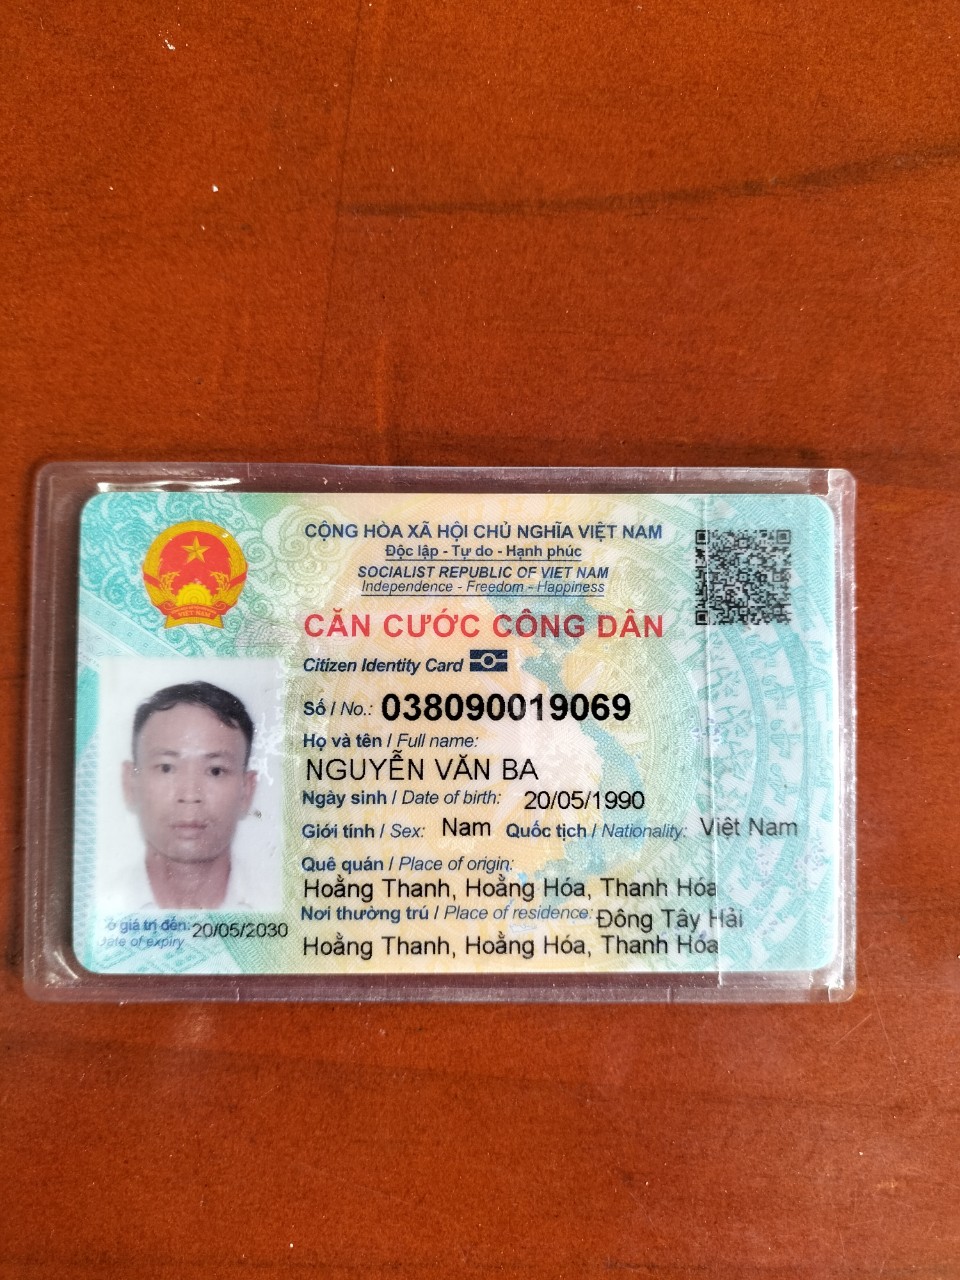 CỘNG HÒA XÃ HỘI CHỦ NGHĨA VIỆT NAM
Độc lập - Tự do - Hạnh phúc
SOCIALIST REPUBLIC OF VIET NAM
Independence - Freedom - Happiness
CĂN CƯỚC CÔNG DÂN
Citizen Identity Card
Số / No.: 038090019069
Họ và tên / Full name:
NGUYỄN VĂN BA
Ngày sinh / Date of birth: 20/05/1990
Giới tính / Sex: Nam Quốc tịch / Nationality: Việt Nam
Quê quán / Place of origin:
Hoằng Thanh, Hoằng Hóa, Thanh Hóa
Nơi thường trú / Place of residence: Đông Tây Hải
Hoằng Thanh, Hoằng Hóa, Thanh Hóa
giá trị đến: 20/05/2030
Date of expiry
VIỆT NAM